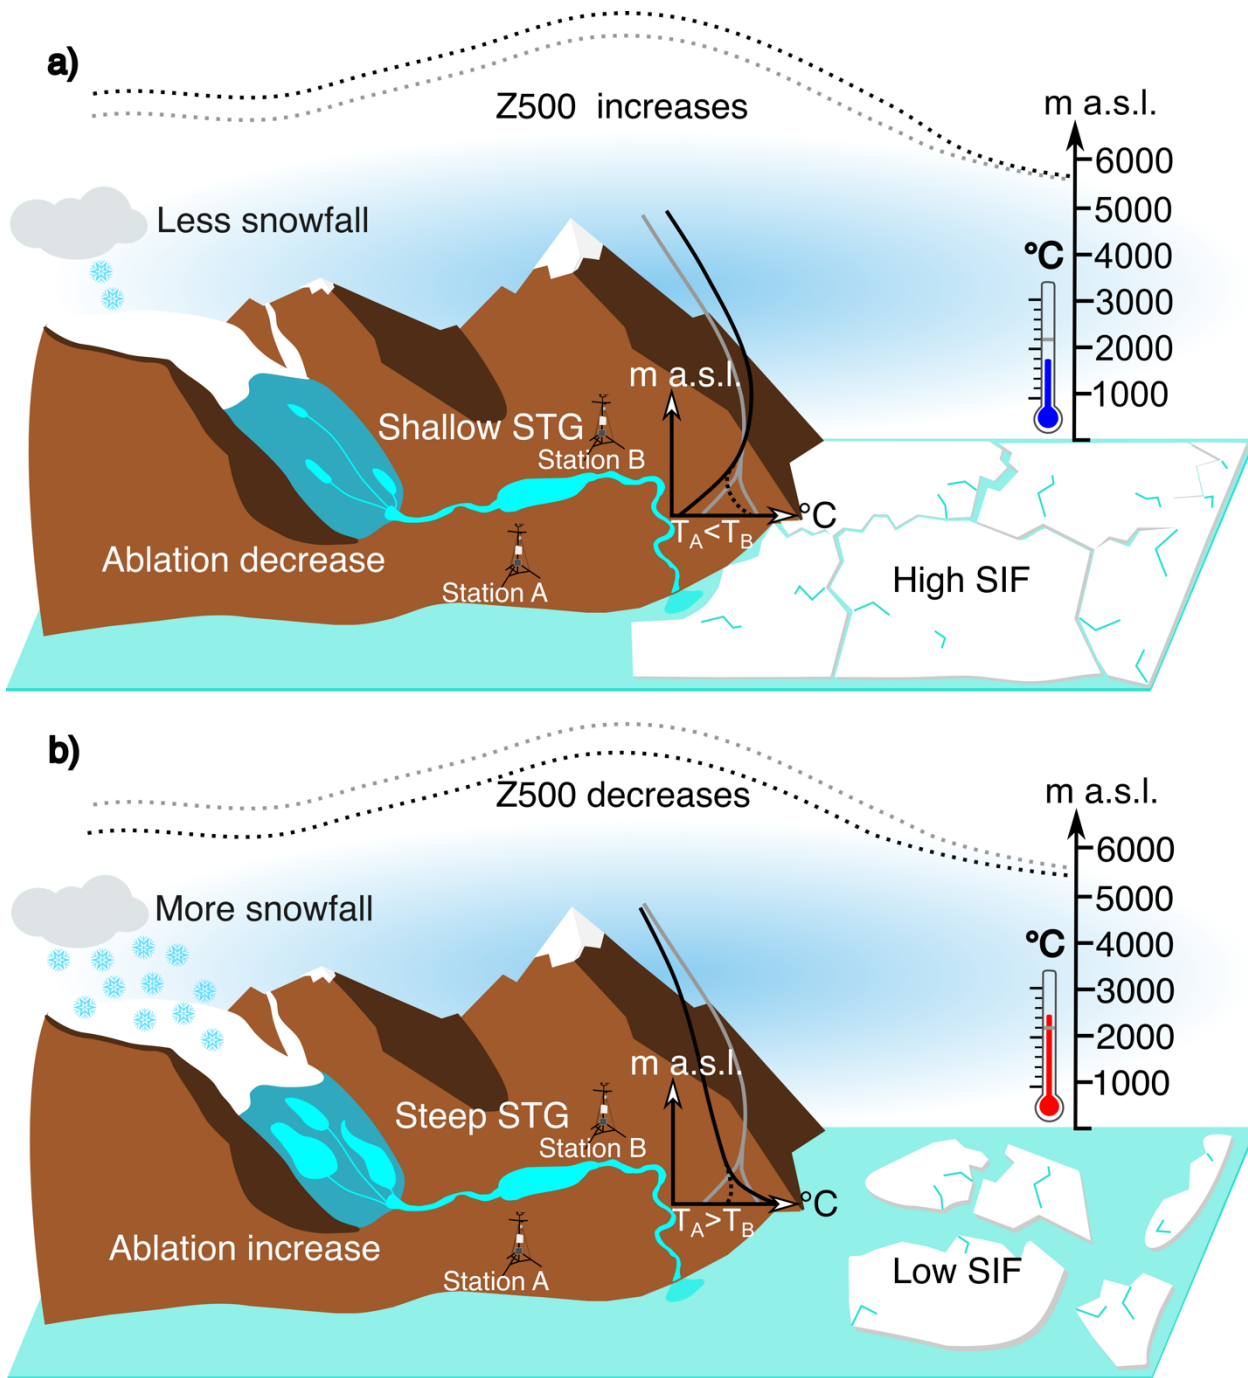 a)
Z500 increases
m a.s.l.
6000
5000
4000
3000
2000
1000
°C
Less snowfall
m a.s.l.
Shallow STG
Station B
°C
T_A<T_B
Ablation decrease
Station A
High SIF
b)
Z500 decreases
m a.s.l.
6000
5000
4000
3000
2000
1000
°C
More snowfall
m a.s.l.
Steep STG
Station B
°C
T_A>T_B
Ablation increase
Station A
Low SIF